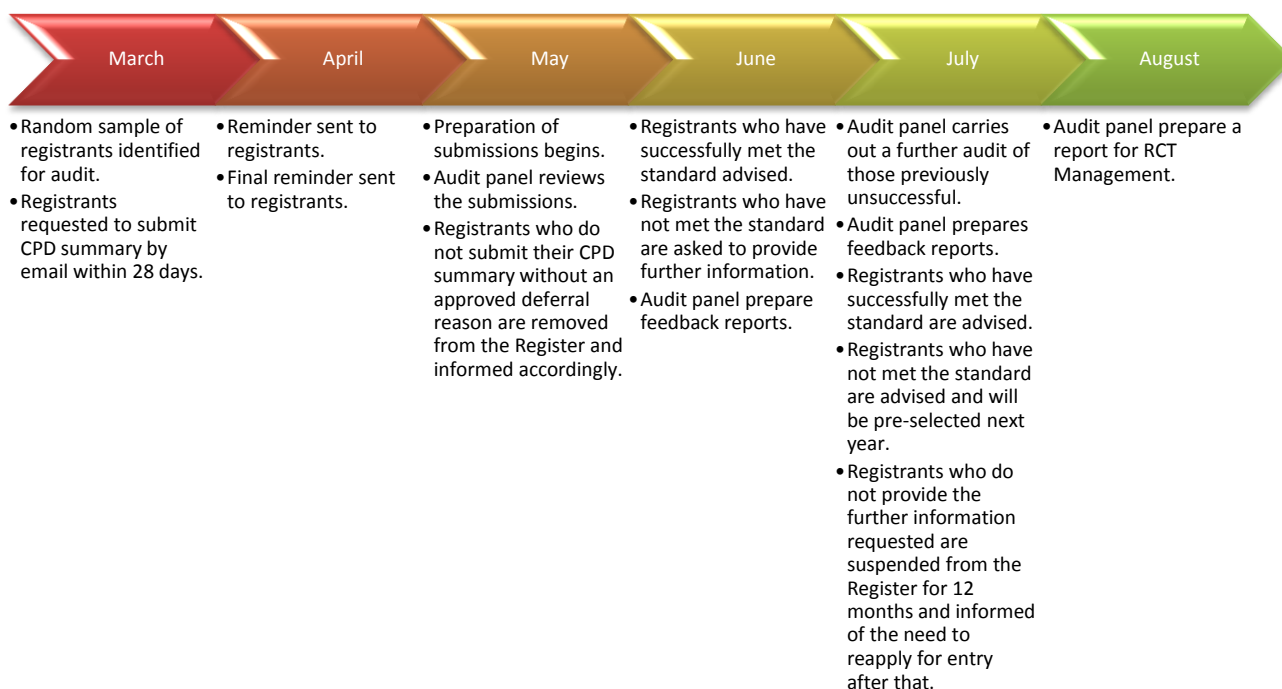 March
April
May
June
July
August
•Random sample of
registrants identified
for audit.
•Registrants
requested to submit
CPD summary by
email within 28 days.
•Reminder sent to
registrants.
•Final reminder sent
to registrants.
•Preparation of
submissions begins.
•Audit panel reviews
the submissions.
•Registrants who do
not submit their CPD
summary without an
approved deferral
reason are removed
from the Register and
informed accordingly.
•Registrants who have
successfully met the
standard advised.
•Registrants who have
not met the standard
are asked to provide
further information.
•Audit panel prepare
feedback reports.
•Audit panel carries
out a further audit of
those previously
unsuccessful.
•Audit panel prepares
feedback reports.
•Registrants who have
successfully met the
standard are advised.
•Registrants who have
not met the standard
are advised and will
be pre-selected next
year.
•Registrants who do
not provide the
further information
requested are
suspended from the
Register for 12
months and informed
of the need to
reapply for entry
after that.
•Audit panel prepare a
report for RCT
Management.